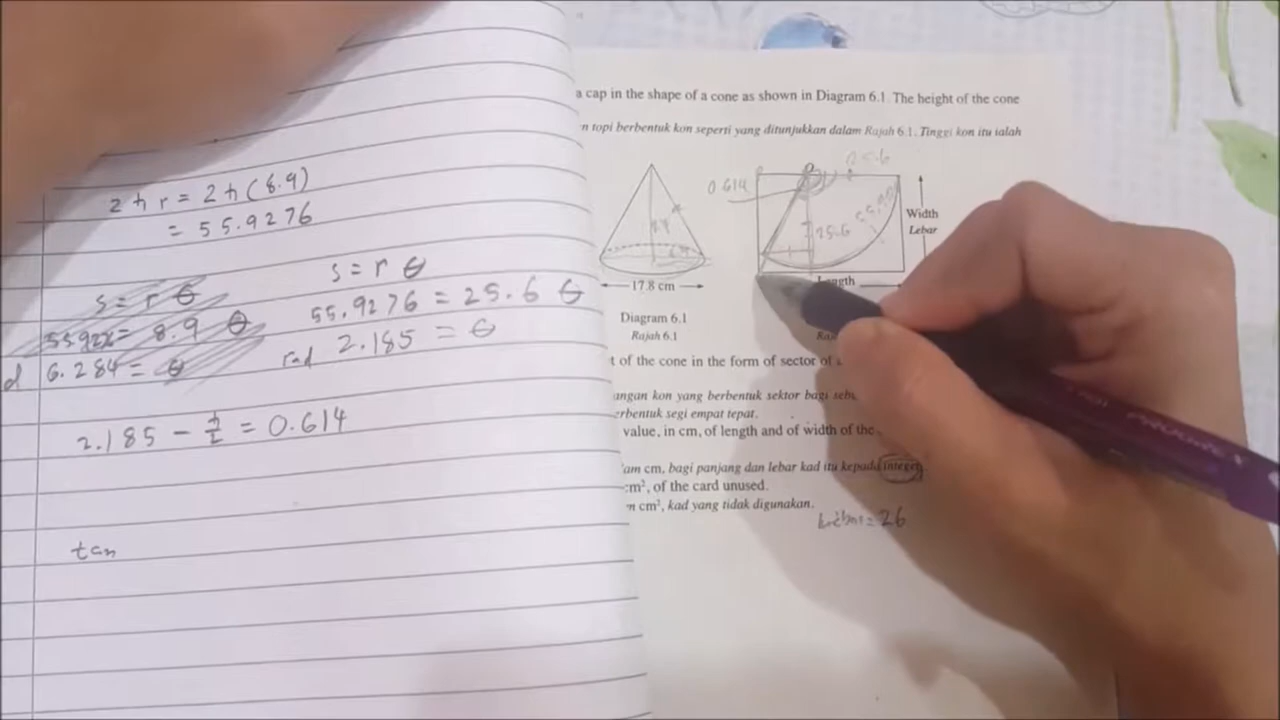 2πr = 2π(8.9)
= 55.9276
s = r θ
55.9276 = 8.9 θ
6.284 = θ
s = r θ
55.9276 = 25.6 θ
rad 2.185 = θ
2.185 - π/2 = 0.614
tan
a cap in the shape of a cone as shown in Diagram 6.1. The height of the cone
n topi berbentuk kon seperti yang ditunjukkan dalam Rajah 6.1. Tinggi kon itu ialah
0.614
25.6
25.6
Width
Lebar
17.8 cm
Length
Diagram 6.1
Rajah 6.1
t of the cone in the form of sector of
angan kon yang berbentuk sektor bagi
erbentuk segi empat tepat.
value, in cm, of length and of width of the
am cm, bagi panjang dan lebar kad itu kepada integer.
cm², of the card unused.
n cm², kad yang tidak digunakan.
Lebar = 26